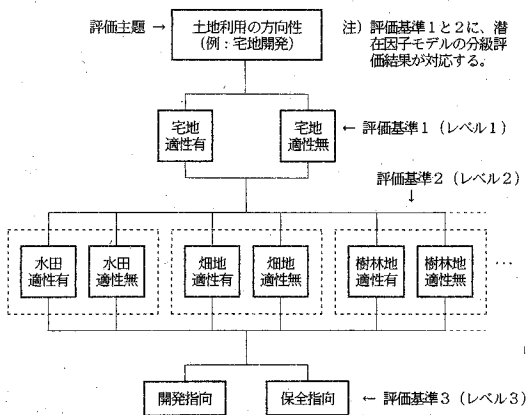 評価主題 →
土地利用の方向性
(例:宅地開発)
注)評価基準1と2に、潜
在因子モデルの分級評
価結果が対応する。
宅地
適性有
宅地
適性無
← 評価基準1(レベル1)
評価基準2(レベル2)
↓
水田
適性有
水田
適性無
畑地
適性有
畑地
適性無
樹林地
適性有
樹林地
適性無
…
開発指向
保全指向
← 評価基準3(レベル3)